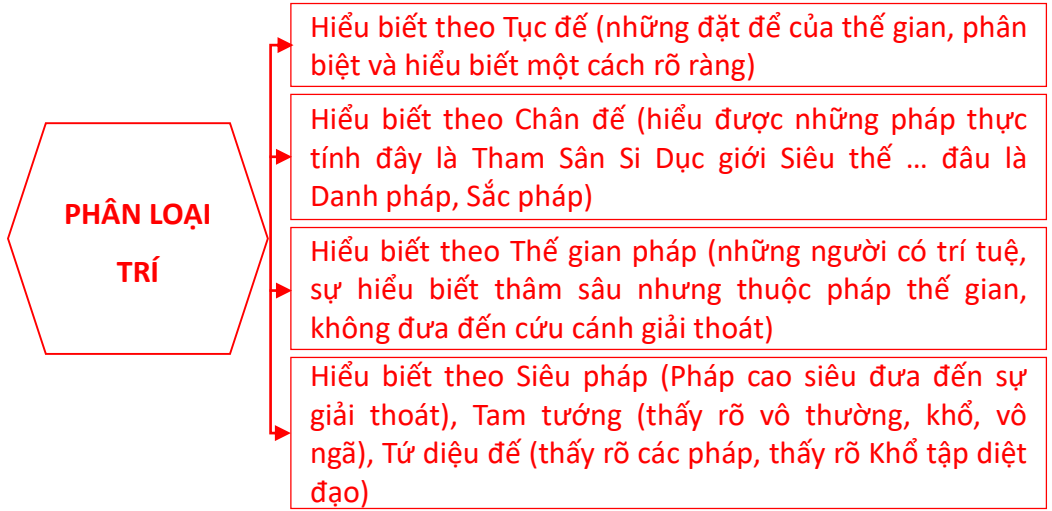 PHÂN LOẠI
TRÍ
Hiểu biết theo Tục đế (những đặt để của thế gian, phân
biệt và hiểu biết một cách rõ ràng)
Hiểu biết theo Chân đế (hiểu được những pháp thực
tính đây là Tham Sân Si Dục giới Siêu thế … đâu là
Danh pháp, Sắc pháp)
Hiểu biết theo Thế gian pháp (những người có trí tuệ,
sự hiểu biết thâm sâu nhưng thuộc pháp thế gian,
không đưa đến cứu cánh giải thoát)
Hiểu biết theo Siêu pháp (Pháp cao siêu đưa đến sự
giải thoát), Tam tướng (thấy rõ vô thường, khổ, vô
ngã), Tứ diệu đế (thấy rõ các pháp, thấy rõ Khổ tập diệt
đạo)